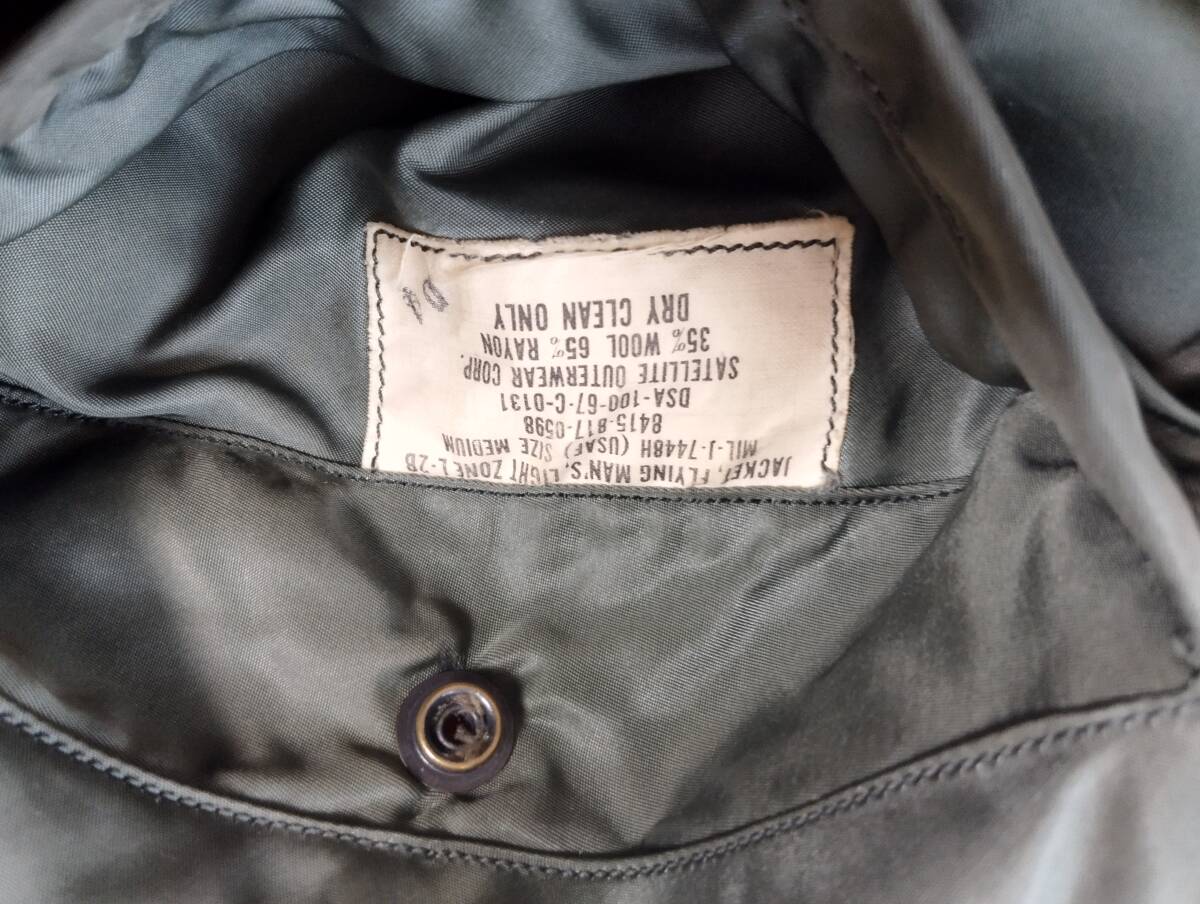 JACKET, FLYING MAN'S, LIGHT ZONE L-2B
MIL-J-7448H (USAF) SIZE MEDIUM
8415-817-0598
DSA-100-67-C-0131
SATELLITE OUTERWEAR CORP.
35% WOOL 65% RAYON
DRY CLEAN ONLY